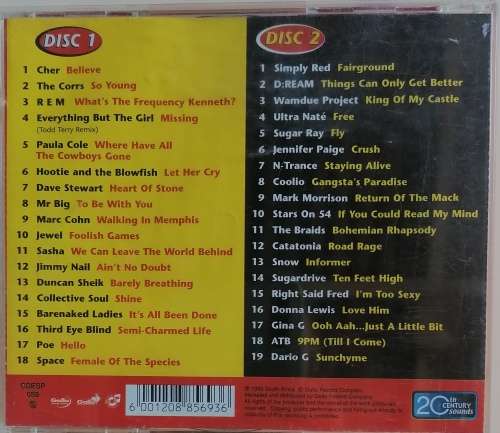 DISC 1
1 Cher Believe
2 The Corrs So Young
3 R E M What's The Frequency Kenneth?
4 Everything But The Girl Missing
(Todd Terry Remix)
5 Paula Cole Where Have All
The Cowboys Gone
6 Hootie and the Blowfish Let Her Cry
7 Dave Stewart Heart Of Stone
8 Mr Big To Be With You
9 Marc Cohn Walking In Memphis
10 Jewel Foolish Games
11 Sasha We Can Leave The World Behind
12 Jimmy Nail Ain't No Doubt
13 Duncan Sheik Barely Breathing
14 Collective Soul Shine
15 Barenaked Ladies It's All Been Done
16 Third Eye Blind Semi-Charmed Life
17 Poe Hello
18 Space Female Of The Species
DISC 2
1 Simply Red Fairground
2 D:REAM Things Can Only Get Better
3 Wamdue Project King Of My Castle
4 Ultra Naté Free
5 Sugar Ray Fly
6 Jennifer Paige Crush
7 N-Trance Staying Alive
8 Coolio Gangsta's Paradise
9 Mark Morrison Return Of The Mack
10 Stars On 54 If You Could Read My Mind
11 The Braids Bohemian Rhapsody
12 Catatonia Road Rage
13 Snow Informer
14 Sugardrive Ten Feet High
15 Right Said Fred I'm Too Sexy
16 Donna Lewis Love Him
17 Gina G Ooh Aah...Just A Little Bit
18 ATB 9PM (Till I Come)
19 Dario G Sunchyme
CDESP
6 001208 856936
20th
CENTURY
sounds